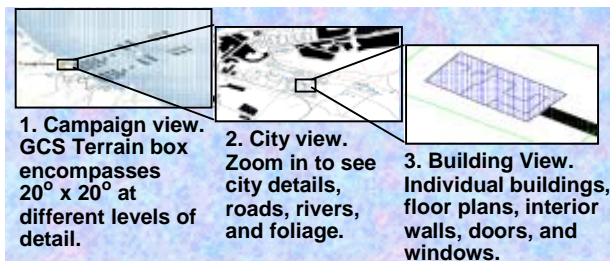 1. Campaign view.
GCS Terrain box
encompasses
20° x 20° at
different levels of
detail.
2. City view.
Zoom in to see
city details,
roads, rivers,
and foliage.
3. Building View.
Individual buildings,
floor plans, interior
walls, doors, and
windows.